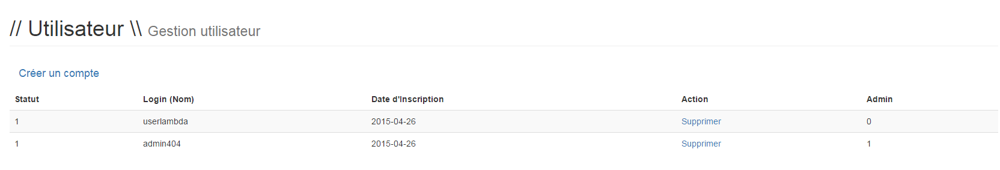 // Utilisateur \\ Gestion utilisateur
Créer un compte
Statut Login (Nom) Date d'Inscription Action Admin
1 userlambda 2015-04-26 Supprimer 0
1 admin404 2015-04-26 Supprimer 1